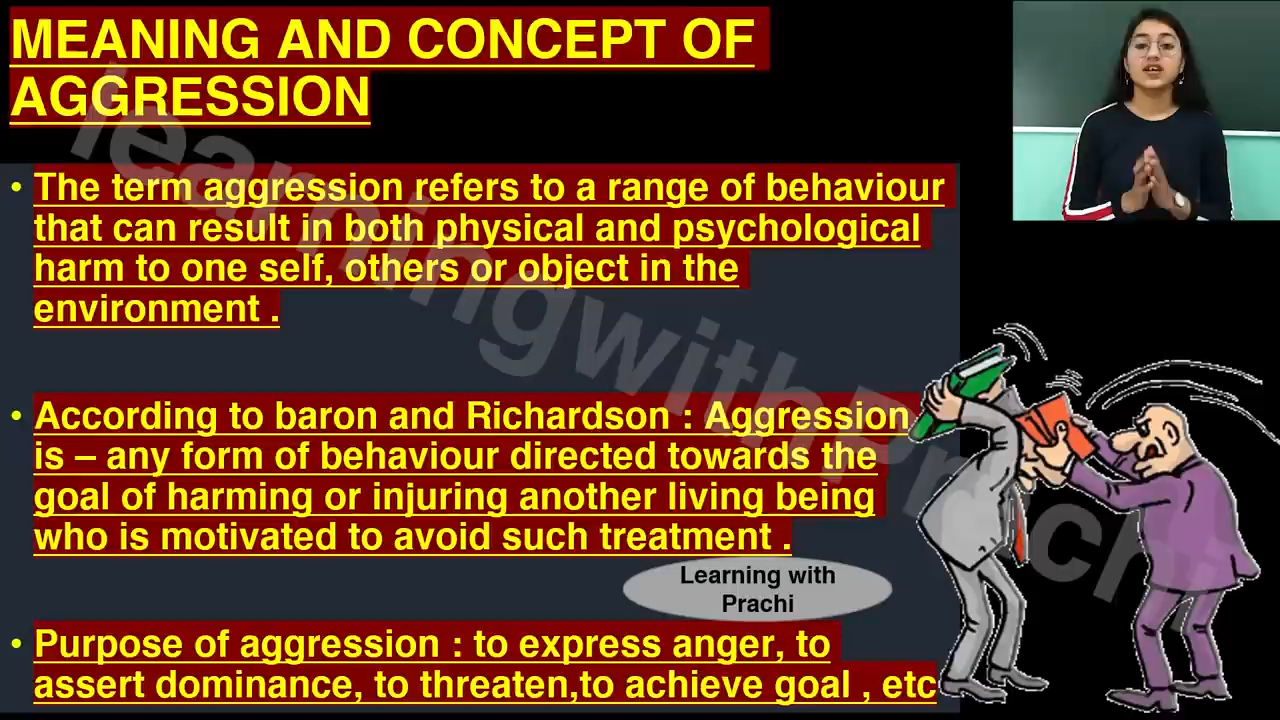 MEANING AND CONCEPT OF
AGGRESSION
• The term aggression refers to a range of behaviour
that can result in both physical and psychological
harm to one self, others or object in the
environment .
• According to baron and Richardson : Aggression
is – any form of behaviour directed towards the
goal of harming or injuring another living being
who is motivated to avoid such treatment .
Learning with
Prachi
• Purpose of aggression : to express anger, to
assert dominance, to threaten,to achieve goal , etc
learningwithPrachi